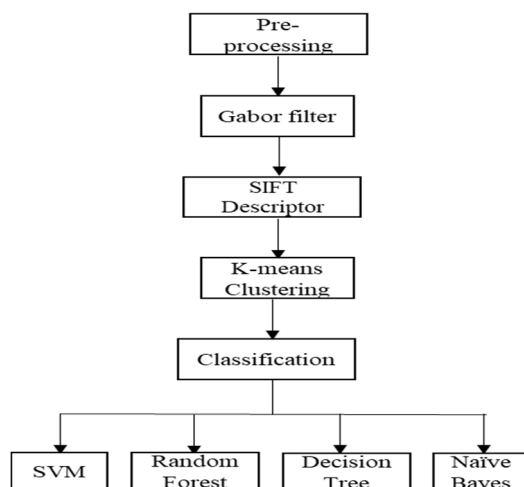 Pre-
processing
Gabor filter
SIFT
Descriptor
K-means
Clustering
Classification
SVM
Random
Forest
Decision
Tree
Naïve
Bayes